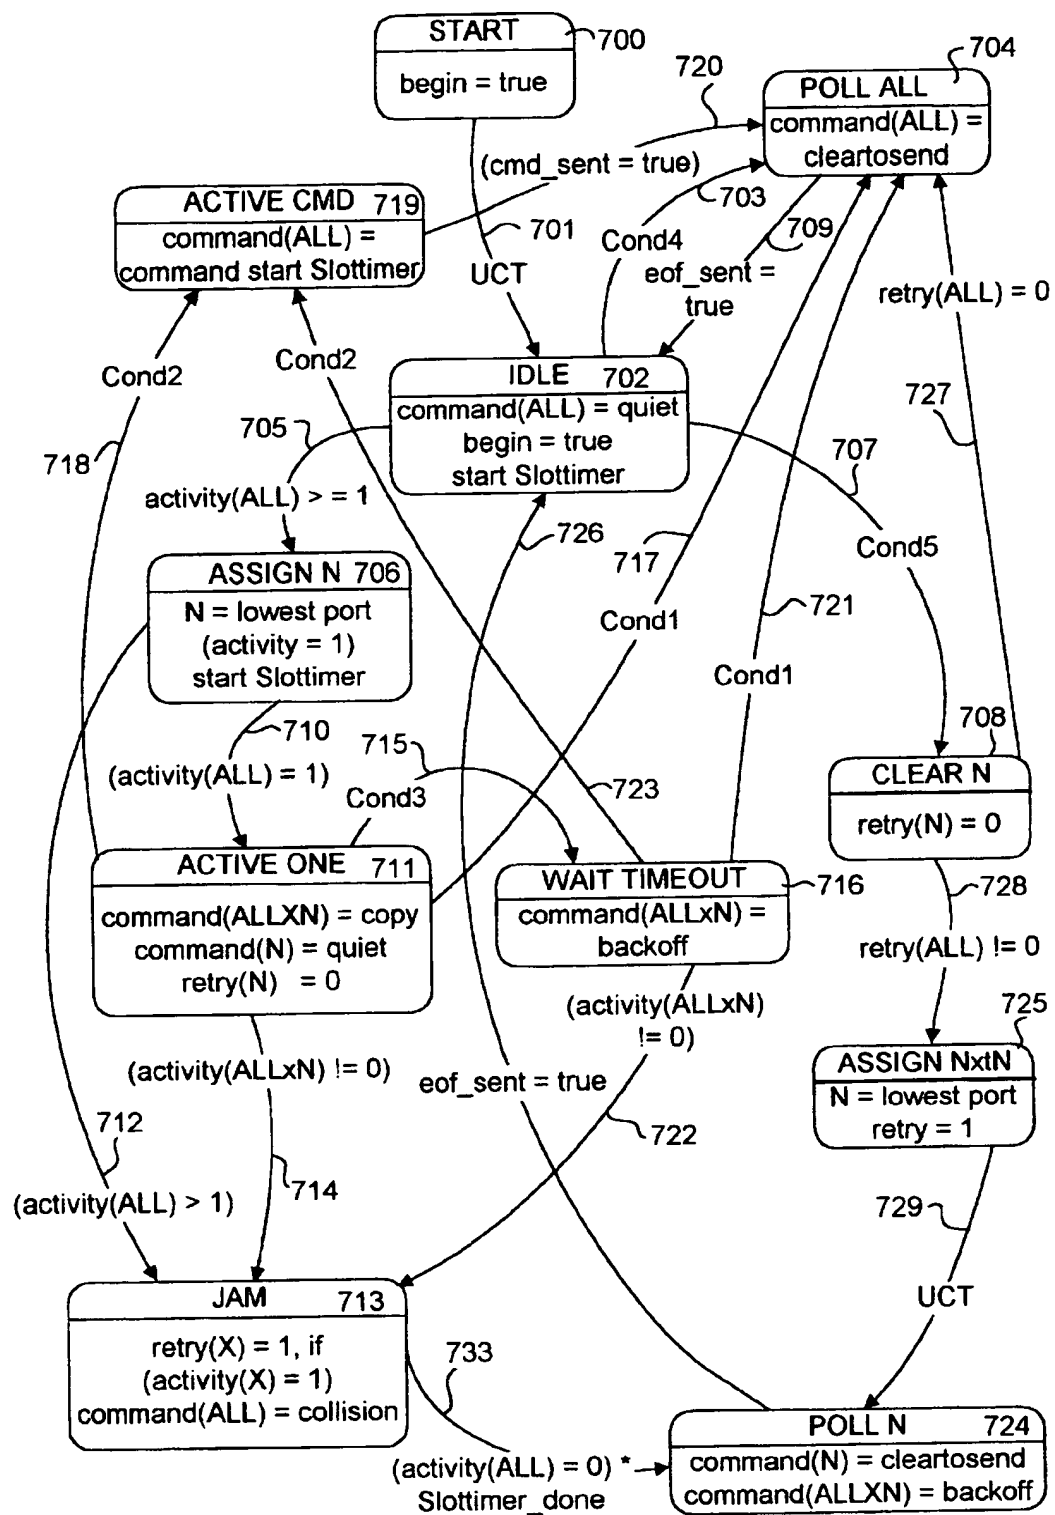 START
700
begin = true
704
POLL ALL
command(ALL) =
cleartosend
720
(cmd_sent = true)
703
ACTIVE CMD 719
command(ALL) =
command start Slottimer
701
UCT
Cond4
709
eof_sent =
true
retry(ALL) = 0
Cond2
Cond2
IDLE 702
command(ALL) = quiet
begin = true
start Slottimer
705
718
727
707
activity(ALL) > = 1
726
717
Cond5
ASSIGN N 706
N = lowest port
(activity = 1)
start Slottimer
721
Cond1
Cond1
710
715
708
(activity(ALL) = 1)
Cond3
723
CLEAR N
retry(N) = 0
ACTIVE ONE 711
command(ALLXN) = copy
command(N) = quiet
retry(N) = 0
WAIT TIMEOUT
716
command(ALLxN) =
backoff
728
retry(ALL) != 0
(activity(ALLxN)
!= 0)
725
(activity(ALLxN) != 0)
eof_sent = true
ASSIGN NxtN
N = lowest port
retry = 1
712
722
714
(activity(ALL) > 1)
729
UCT
JAM 713
retry(X) = 1, if
(activity(X) = 1)
command(ALL) = collision
733
(activity(ALL) = 0) *
Slottimer_done
POLL N 724
command(N) = cleartosend
command(ALLXN) = backoff